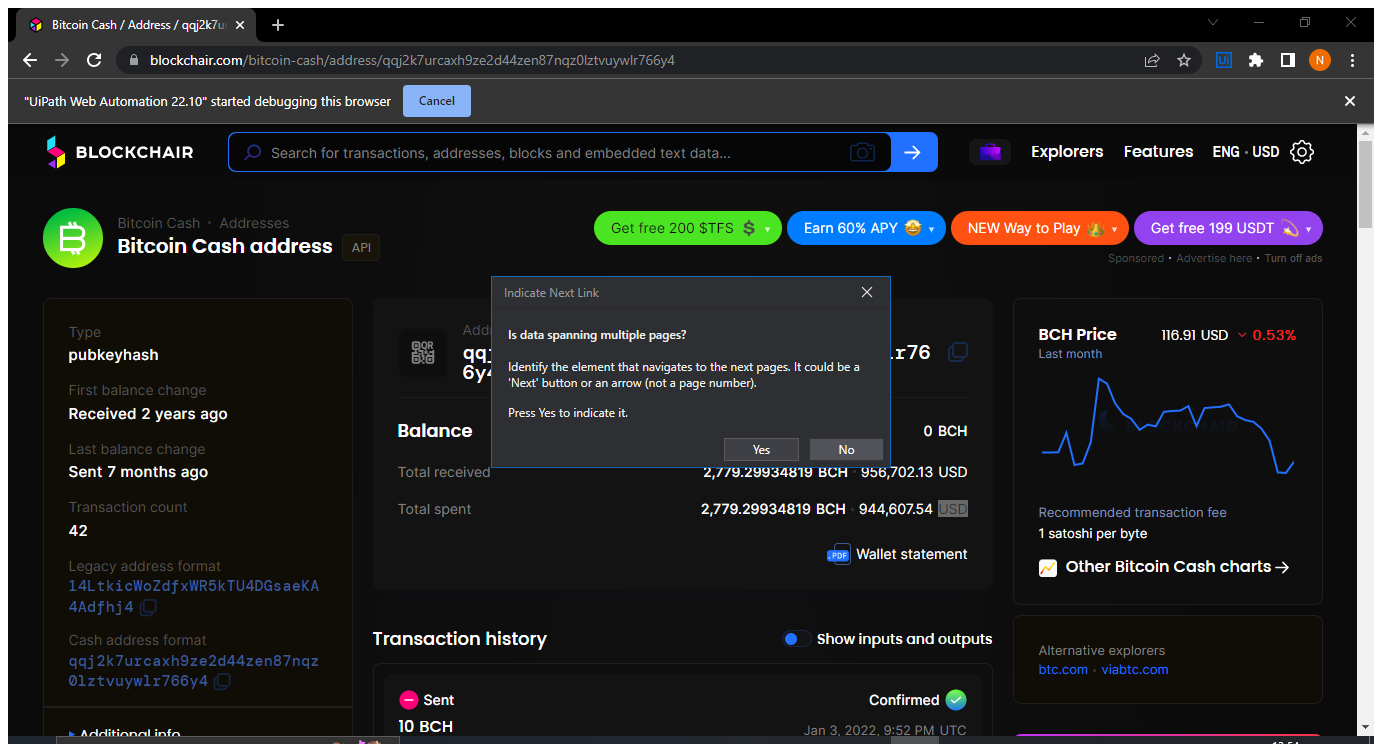 Bitcoin Cash / Address / qqj2k7u
blockchair.com/bitcoin-cash/address/qqj2k7urcaxh9ze2d44zen87nqz0lztvuywlr766y4
Ui
N
"UiPath Web Automation 22.10" started debugging this browser
Cancel
BLOCKCHAIR
Search for transactions, addresses, blocks and embedded text data...
Explorers
Features
ENG · USD
Bitcoin Cash · Addresses
Bitcoin Cash address
API
Get free 200 $TFS
Earn 60% APY
NEW Way to Play
Get free 199 USDT
Sponsored · Advertise here · Turn off ads
Type
pubkeyhash
First balance change
Received 2 years ago
Last balance change
Sent 7 months ago
Transaction count
42
Legacy address format
14LtkicWoZdfxWR5kTU4DGsaeKA
4Adfhj4
Cash address format
qqj2k7urcaxh9ze2d44zen87nqz
0lztvuywlr766y4
Additional info
QR
Indicate Next Link
Is data spanning multiple pages?
Identify the element that navigates to the next pages. It could be a
'Next' button or an arrow (not a page number).
Press Yes to indicate it.
Yes
No
Balance
0 BCH
Total received
2,779.29934819 BCH · 956,702.13 USD
Total spent
2,779.29934819 BCH · 944,607.54 USD
.PDF
Wallet statement
Transaction history
Show inputs and outputs
Sent
Confirmed
10 BCH
Jan 3, 2022, 9:52 PM UTC
BCH Price
116.91 USD
0.53%
Last month
BLOCKCHAIR
Recommended transaction fee
1 satoshi per byte
Other Bitcoin Cash charts
Alternative explorers
btc.com · viabtc.com